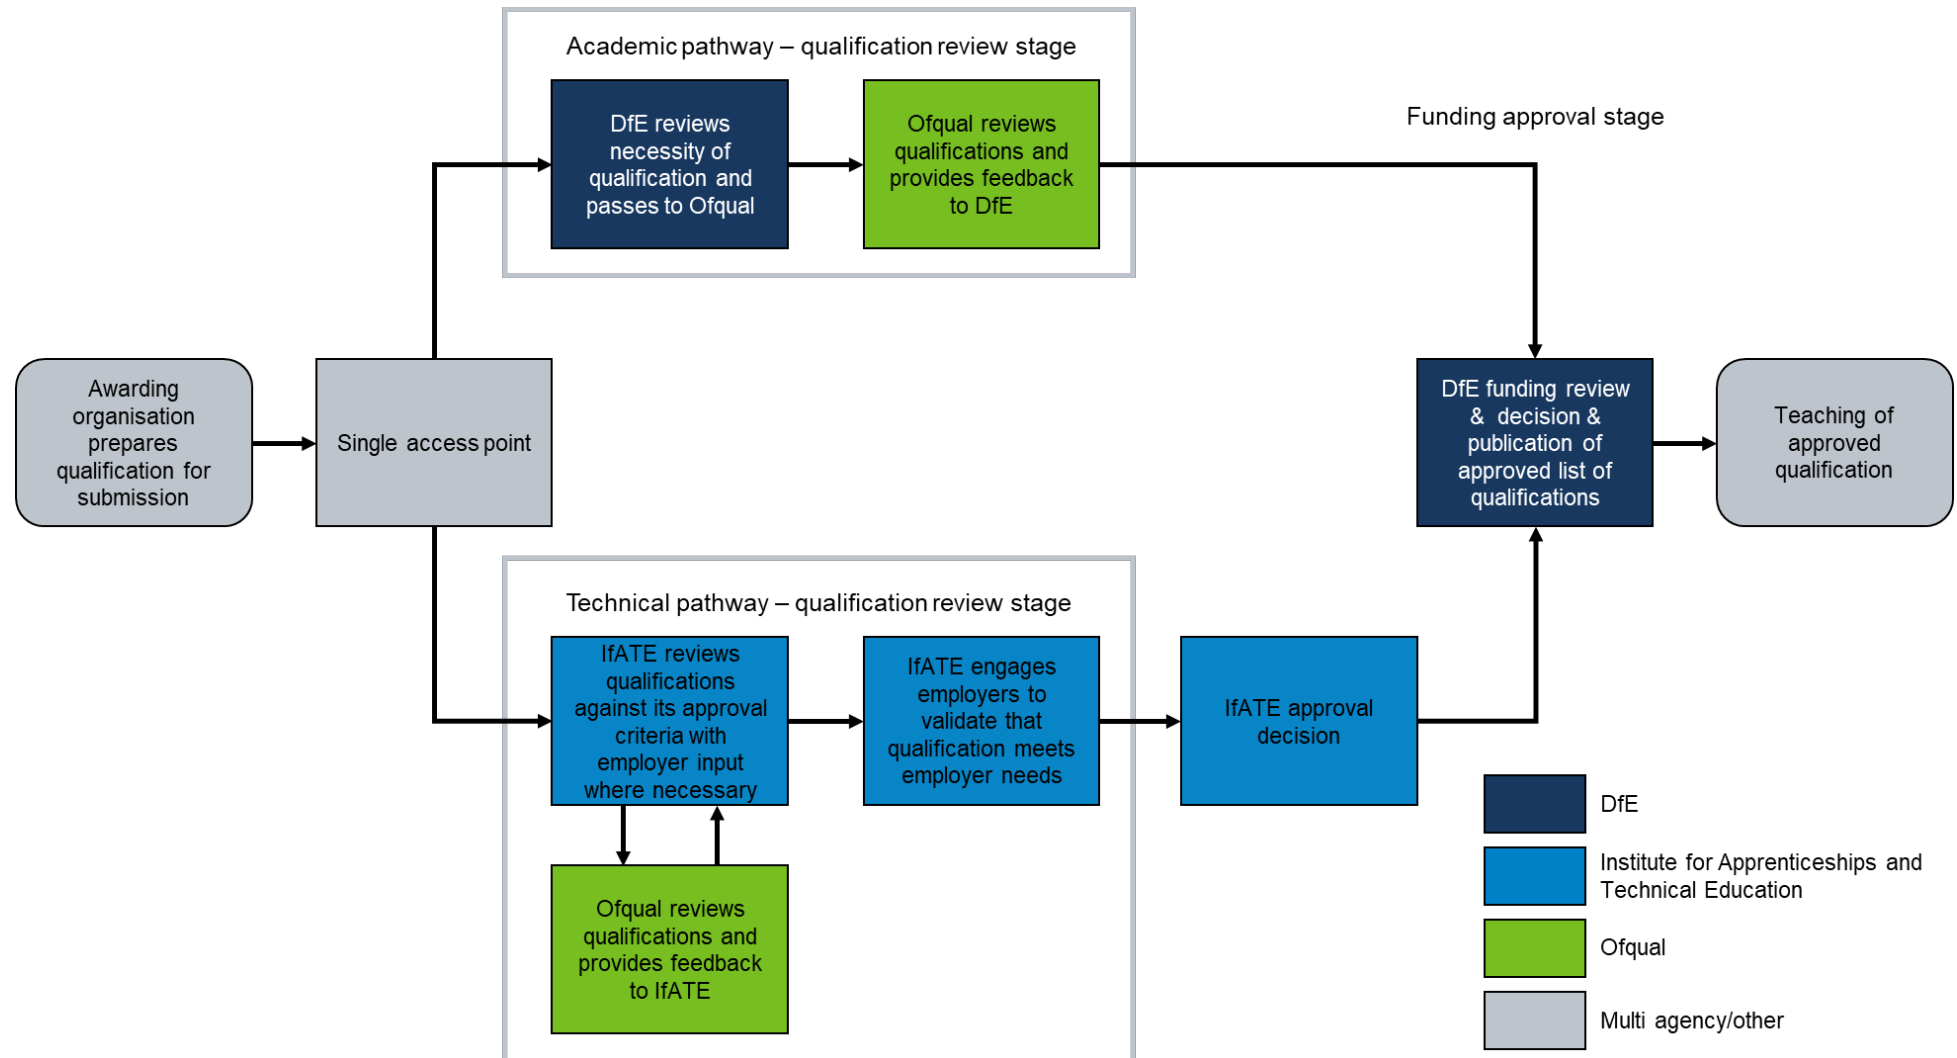 Academic pathway – qualification review stage
DfE reviews
necessity of
qualification and
passes to Ofqual
Ofqual reviews
qualifications and
provides feedback
to DfE
Funding approval stage
Awarding
organisation
prepares
qualification for
submission
Single access point
DfE funding review
& decision &
publication of
approved list of
qualifications
Teaching of
approved
qualification
Technical pathway – qualification review stage
IfATE reviews
qualifications
against its approval
criteria with
employer input
where necessary
IfATE engages
employers to
validate that
qualification meets
employer needs
IfATE approval
decision
Ofqual reviews
qualifications and
provides feedback
to IfATE
DfE
Institute for Apprenticeships and
Technical Education
Ofqual
Multi agency/other